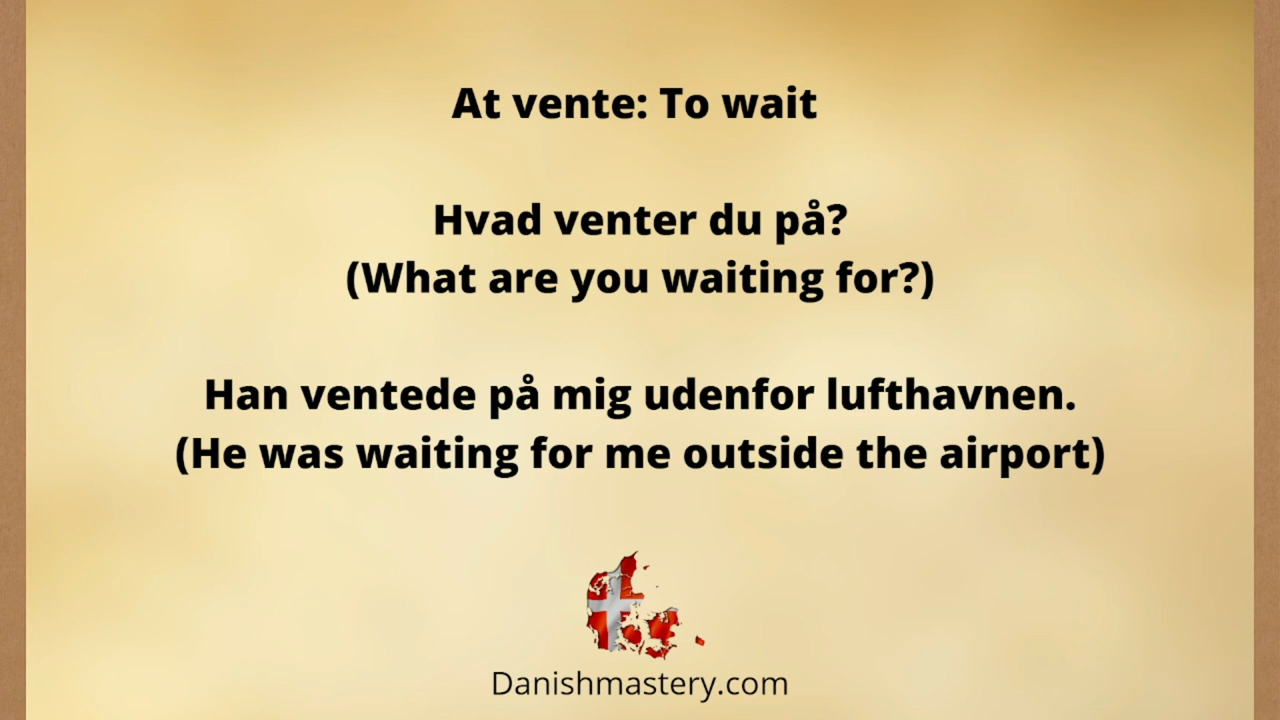 At vente: To wait
Hvad venter du på?
(What are you waiting for?)
Han ventede på mig udenfor lufthavnen.
(He was waiting for me outside the airport)
Danishmastery.com